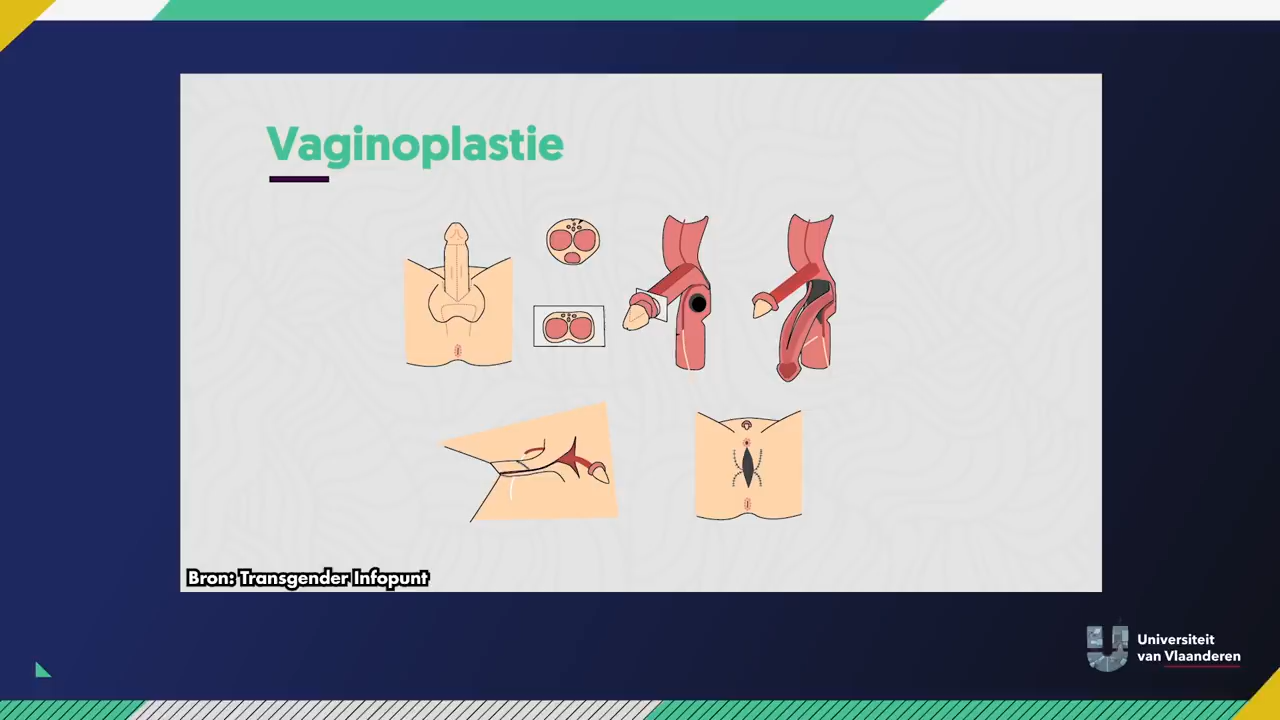 Vaginoplastie
Bron: Transgender Infopunt
Universiteit
van Vlaanderen